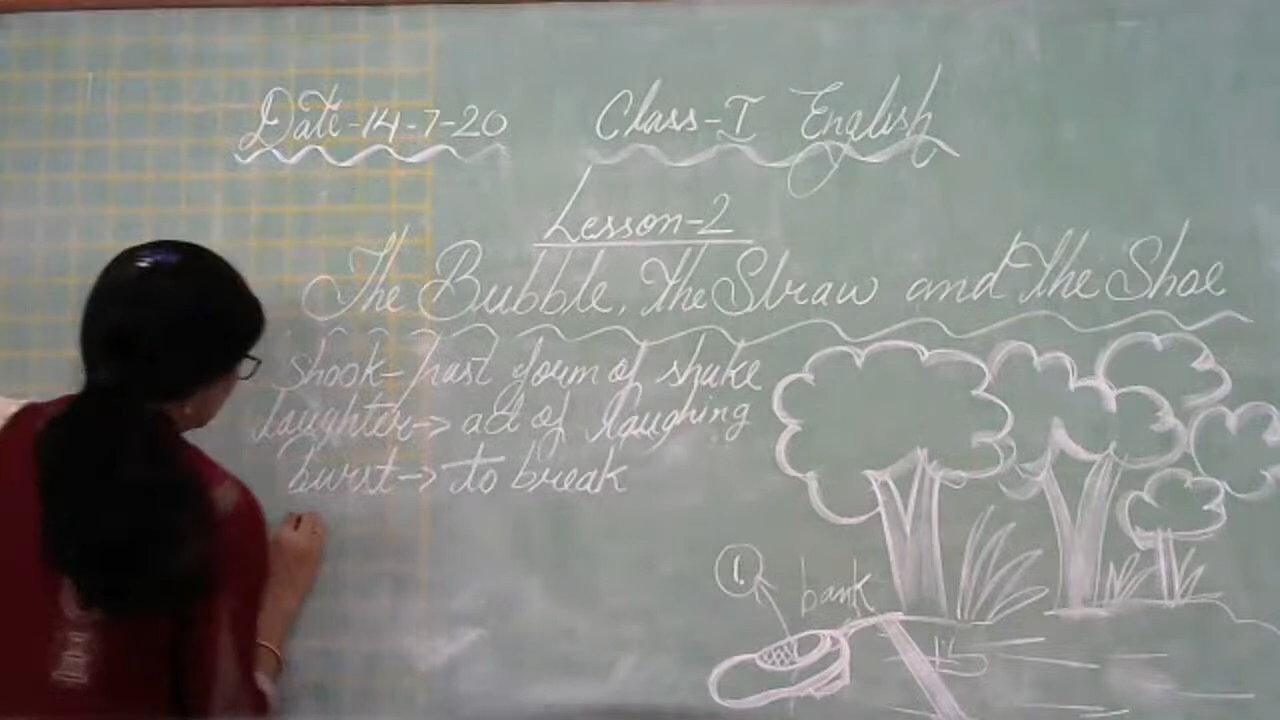 Date-14-7-20 Class-I English
Lesson-2
The Bubble, The Straw and The Shoe
shook- past form of shake
laughter-> act of laughing
burst-> to break
1.
bank